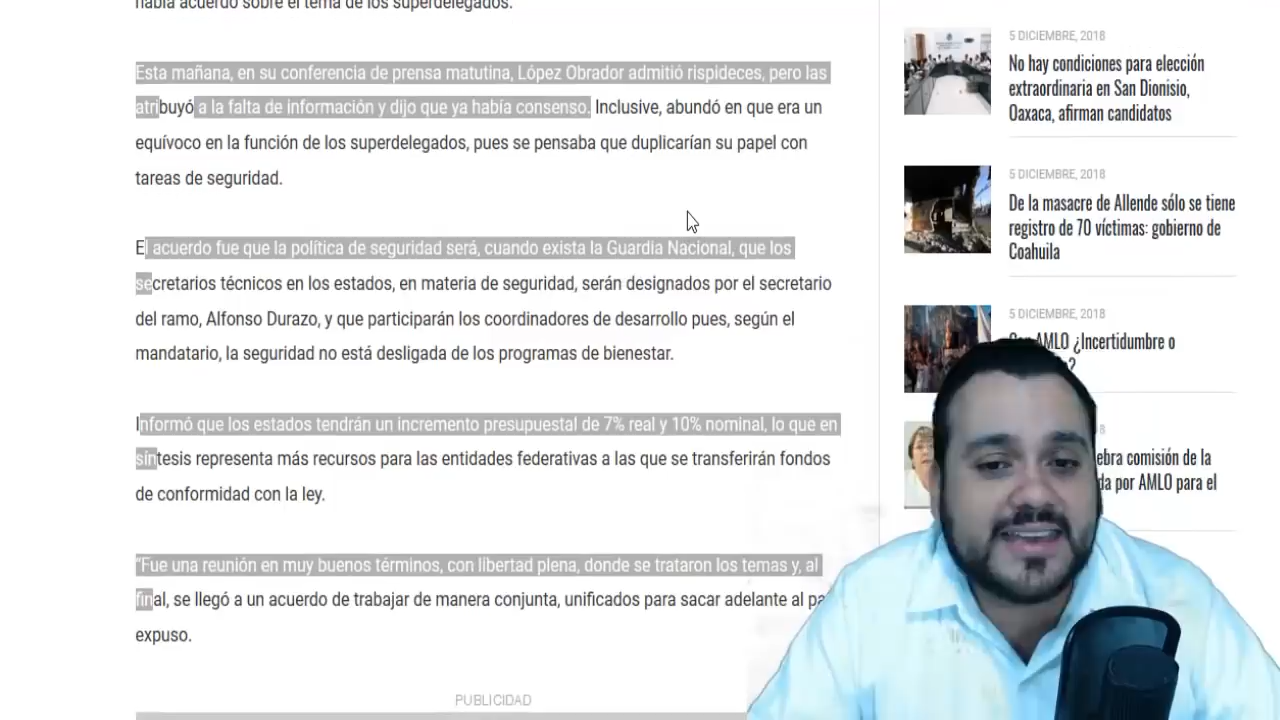 había acuerdo sobre el tema de los superdelegados.
Esta mañana, en su conferencia de prensa matutina, López Obrador admitió rispideces, pero las
atribuyó a la falta de información y dijo que ya había consenso. Inclusive, abundó en que era un
equívoco en la función de los superdelegados, pues se pensaba que duplicarían su papel con
tareas de seguridad.
El acuerdo fue que la política de seguridad será, cuando exista la Guardia Nacional, que los
secretarios técnicos en los estados, en materia de seguridad, serán designados por el secretario
del ramo, Alfonso Durazo, y que participarán los coordinadores de desarrollo pues, según el
mandatario, la seguridad no está desligada de los programas de bienestar.
Informó que los estados tendrán un incremento presupuestal de 7% real y 10% nominal, lo que en
síntesis representa más recursos para las entidades federativas a las que se transferirán fondos
de conformidad con la ley.
"Fue una reunión en muy buenos términos, con libertad plena, donde se trataron los temas y, al
final, se llegó a un acuerdo de trabajar de manera conjunta, unificados para sacar adelante al
expuso.
PUBLICIDAD
5 DICIEMBRE, 2018
No hay condiciones para elección
extraordinaria en San Dionisio,
Oaxaca, afirman candidatos
5 DICIEMBRE, 2018
De la masacre de Allende sólo se tiene
registro de 70 víctimas: gobierno de
Coahuila
5 DICIEMBRE, 2018
AMLO ¿Incertidumbre o
comisión de la
por AMLO para el